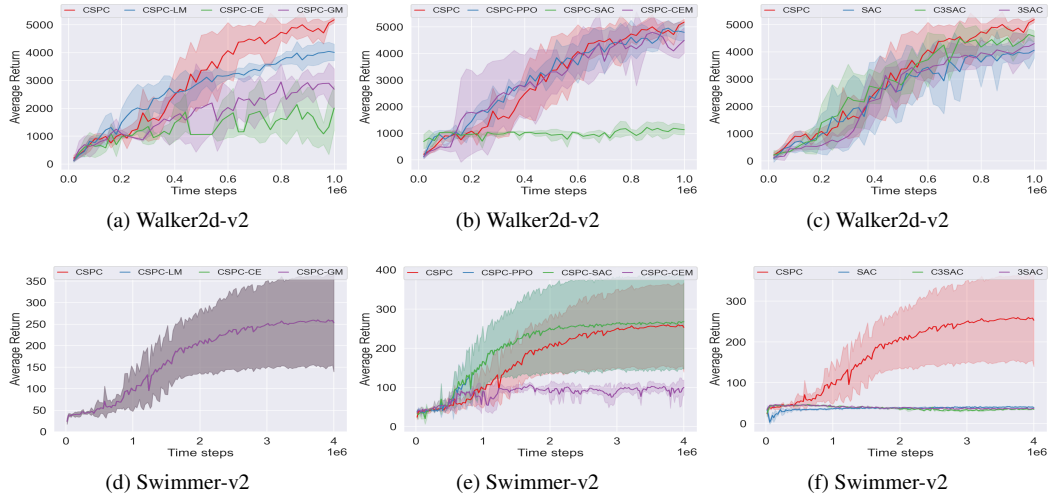 CSPC CSPC-LM CSPC-CE CSPC-GM
5000
4000
3000
2000
1000
0
Average Return
0.0 0.2 0.4 0.6 0.8 1.0
1e6
Time steps
(a) Walker2d-v2
CSPC CSPC-PPO CSPC-SAC CSPC-CEM
5000
4000
3000
2000
1000
0
Average Return
0.0 0.2 0.4 0.6 0.8 1.0
1e6
Time steps
(b) Walker2d-v2
CSPC SAC C3SAC 3SAC
5000
4000
3000
2000
1000
0
Average Return
0.0 0.2 0.4 0.6 0.8 1.0
1e6
Time steps
(c) Walker2d-v2
CSPC CSPC-LM CSPC-CE CSPC-GM
350
300
250
200
150
100
50
0
Average Return
0 1 2 3 4
1e6
Time steps
(d) Swimmer-v2
CSPC CSPC-PPO CSPC-SAC CSPC-CEM
400
300
200
100
0
Average Return
0 1 2 3 4
1e6
Time steps
(e) Swimmer-v2
CSPC SAC C3SAC 3SAC
300
200
100
0
Average Return
0 1 2 3 4
1e6
Time steps
(f) Swimmer-v2